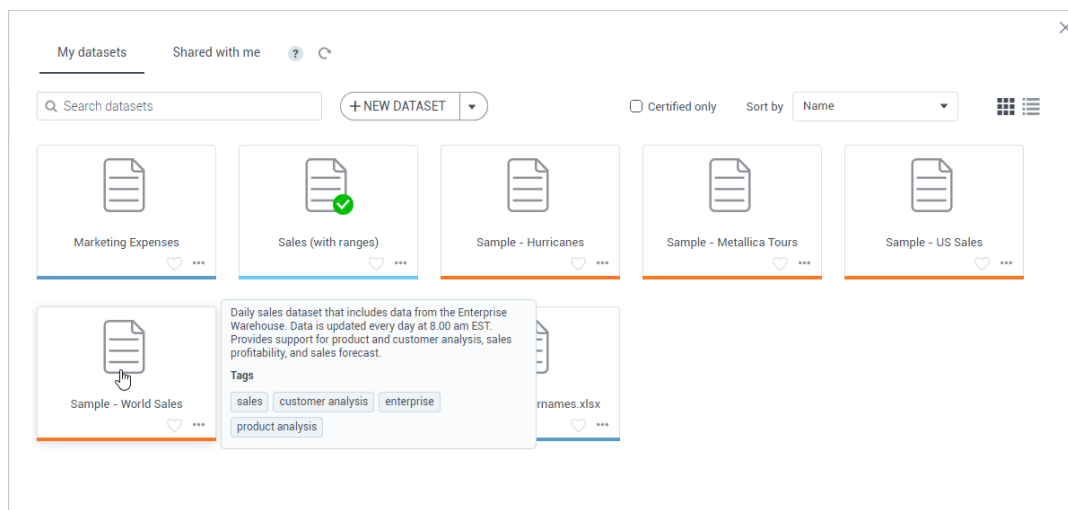 My datasets
Shared with me
?
Search datasets
+ NEW DATASET
Certified only
Sort by
Name
Marketing Expenses
Sales (with ranges)
Sample - Hurricanes
Sample - Metallica Tours
Sample - US Sales
Sample - World Sales
Daily sales dataset that includes data from the Enterprise
Warehouse. Data is updated every day at 8.00 am EST.
Provides support for product and customer analysis, sales
profitability, and sales forecast.
Tags
sales
customer analysis
enterprise
product analysis
rnames.xlsx